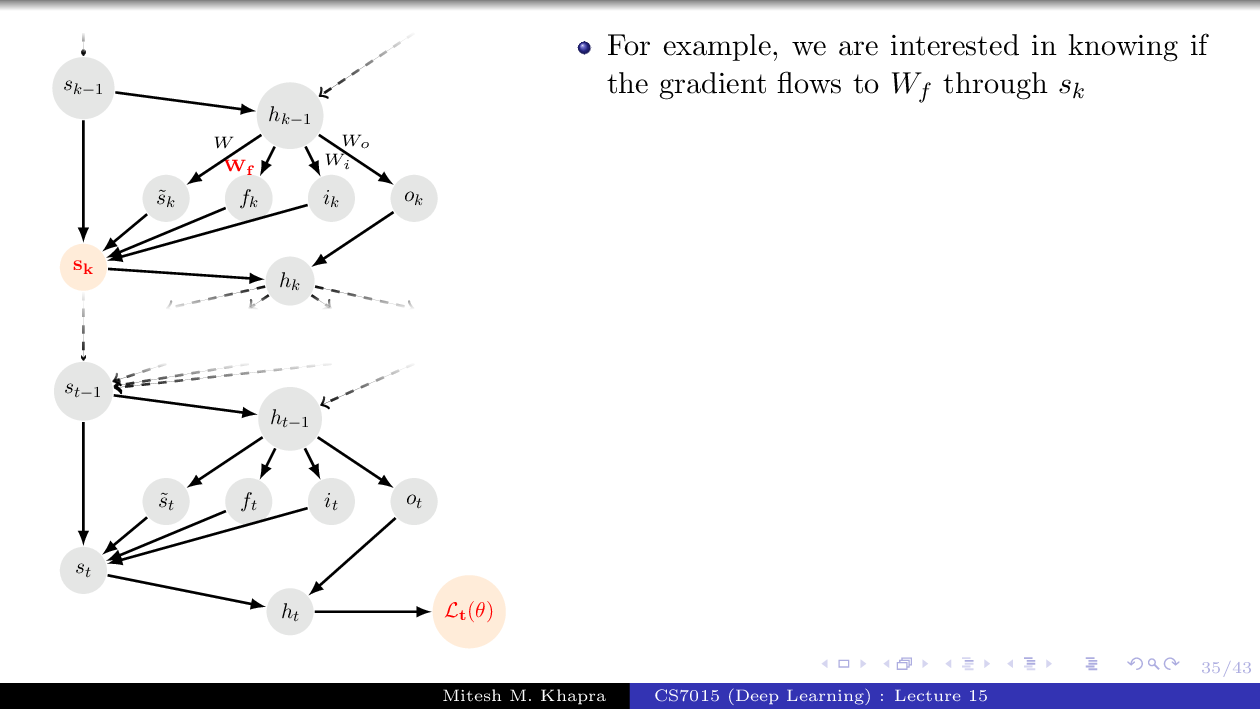 For example, we are interested in knowing if
the gradient flows to W_f through s_k
s_{k−1}
h_{k−1}
W
W_o
W_f
W_i
s̃_k
f_k
i_k
o_k
s_k
h_k
s_{t−1}
h_{t−1}
s̃_t
f_t
i_t
o_t
s_t
h_t
ℒ_t(θ)
35/43
Mitesh M. Khapra
CS7015 (Deep Learning) : Lecture 15